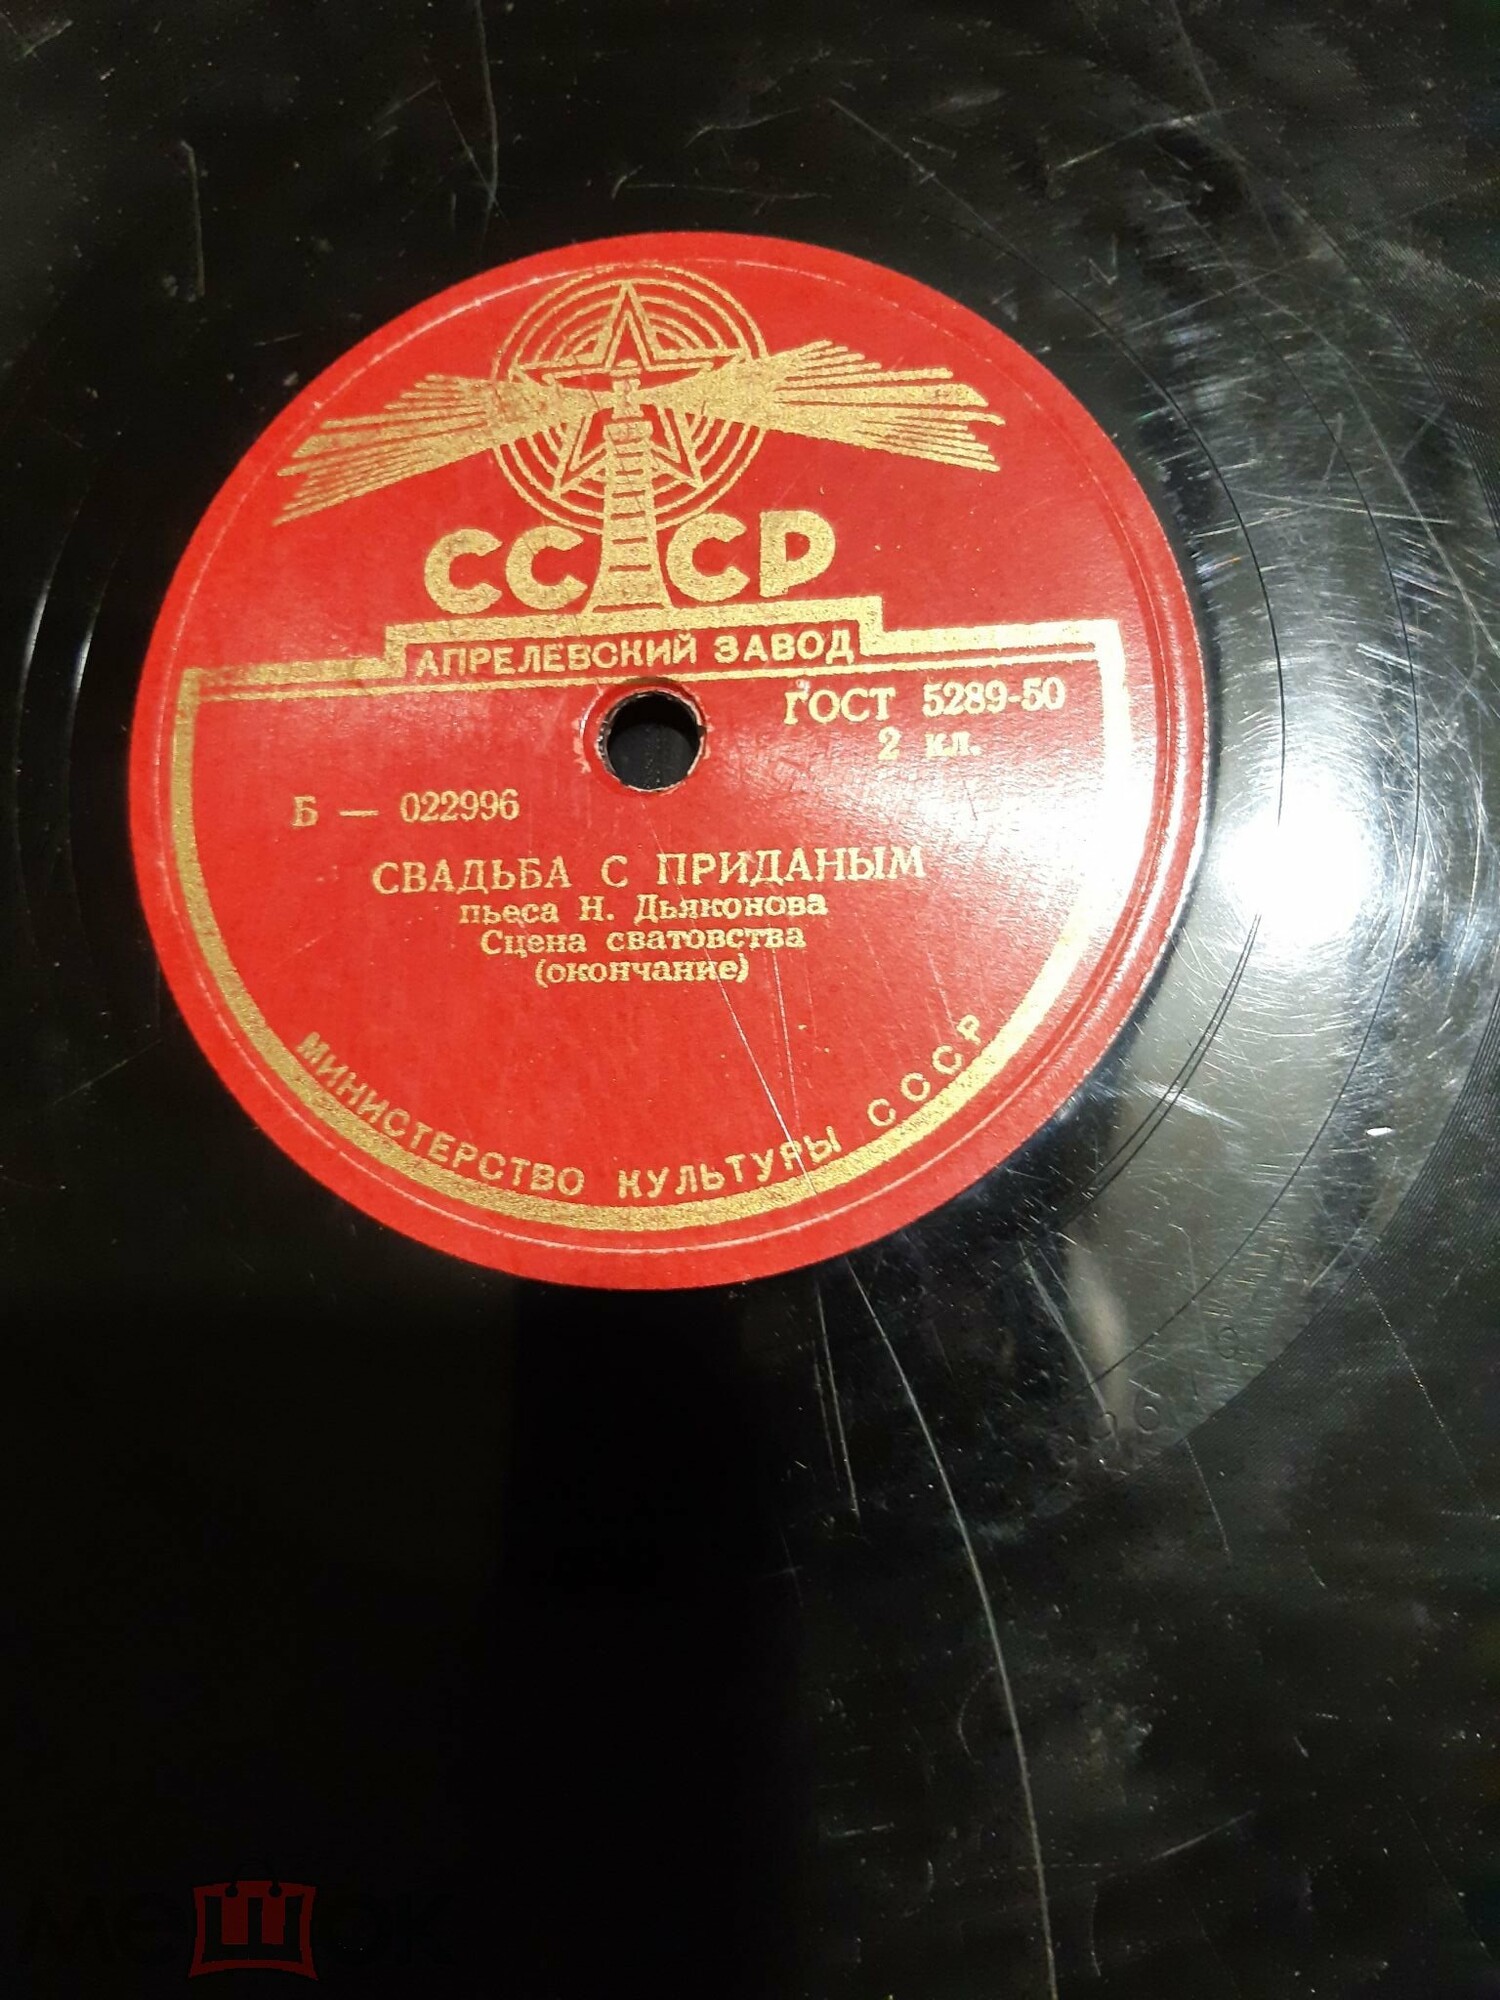 СССР
АПРЕЛЕВСКИЙ ЗАВОД
ГОСТ 5289-50
2 кл.
Б — 022996
СВАДЬБА С ПРИДАНЫМ
пьеса Н. Дьяконова
Сцена сватовства
(окончание)
МИНИСТЕРСТВО КУЛЬТУРЫ СССР
мешок